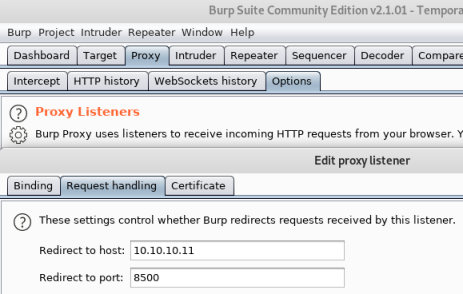 Burp Suite Community Edition v2.1.01 - Tempora
Burp Project Intruder Repeater Window Help
Dashboard Target Proxy Intruder Repeater Sequencer Decoder Compare
Intercept HTTP history WebSockets history Options
? Proxy Listeners
Burp Proxy uses listeners to receive incoming HTTP requests from your browser. Y
Edit proxy listener
Binding Request handling Certificate
? These settings control whether Burp redirects requests received by this listener.
Redirect to host: 10.10.10.11
Redirect to port: 8500